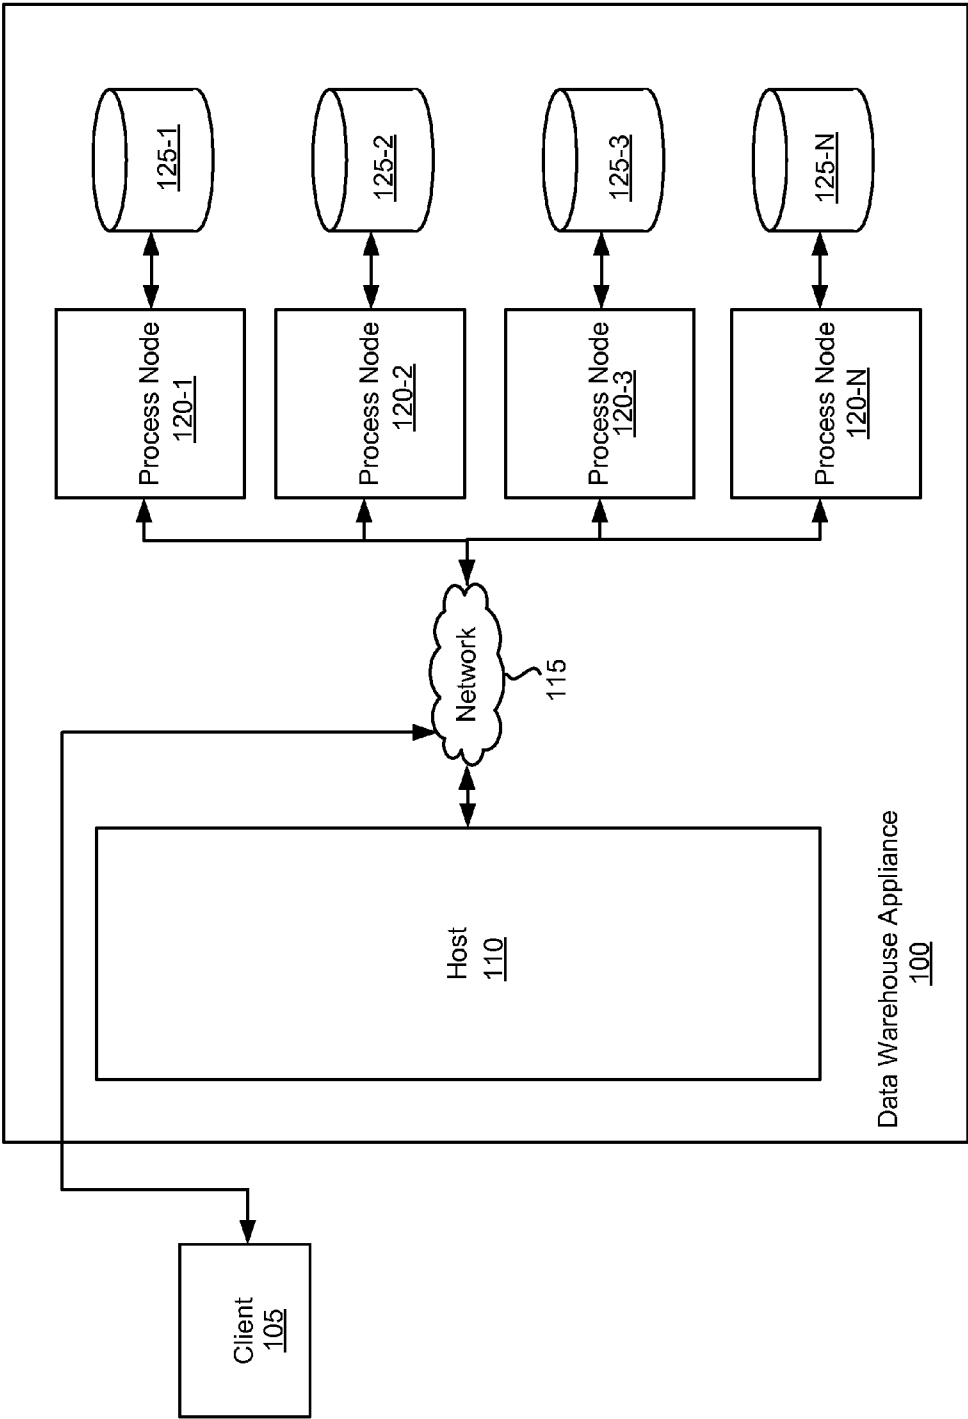 Client
105
Data Warehouse Appliance
100
Host
110
Network
115
Process Node
120-1
Process Node
120-2
Process Node
120-3
Process Node
120-N
125-1
125-2
125-3
125-N